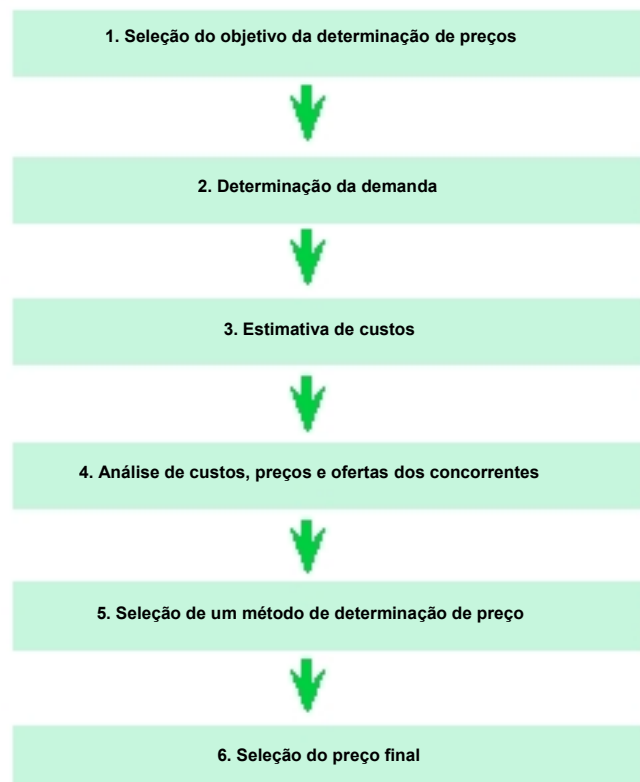 1. Seleção do objetivo da determinação de preços
2. Determinação da demanda
3. Estimativa de custos
4. Análise de custos, preços e ofertas dos concorrentes
5. Seleção de um método de determinação de preço
6. Seleção do preço final